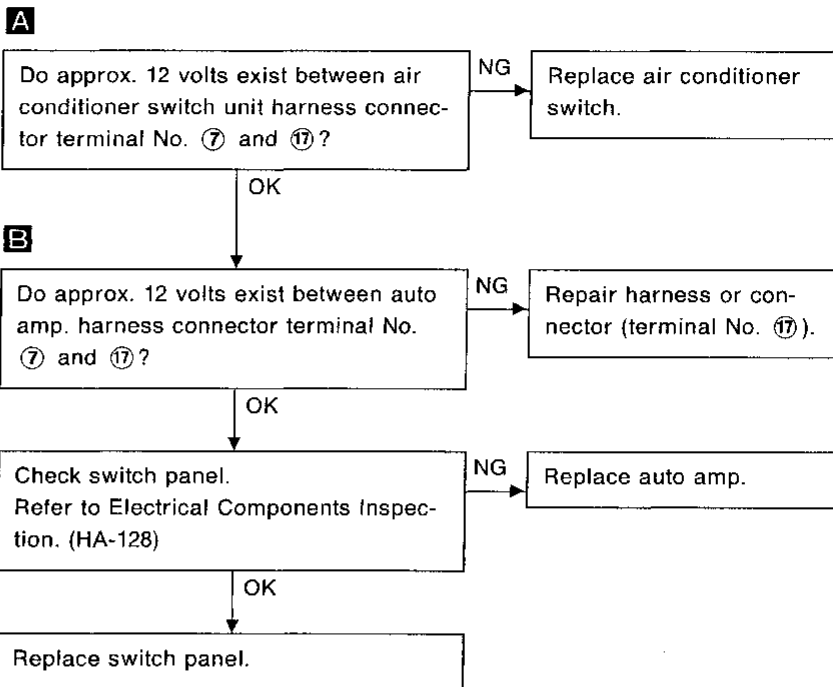 A
Do approx. 12 volts exist between air
conditioner switch unit harness connec-
tor terminal No. ⑦ and ⑰?
NG
Replace air conditioner
switch.
OK
B
Do approx. 12 volts exist between auto
amp. harness connector terminal No.
⑦ and ⑰?
NG
Repair harness or con-
nector (terminal No. ⑰).
OK
Check switch panel.
Refer to Electrical Components Inspec-
tion. (HA-128)
NG
Replace auto amp.
OK
Replace switch panel.